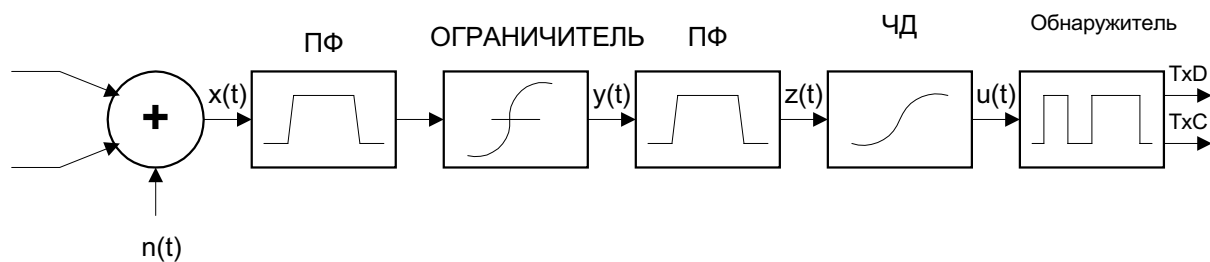 ПФ
ОГРАНИЧИТЕЛЬ
ПФ
ЧД
Обнаружитель
+
x(t)
y(t)
z(t)
u(t)
TxD
TxC
n(t)